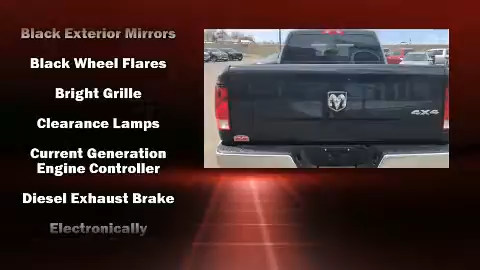 Black Exterior Mirrors
Black Wheel Flares
Bright Grille
Clearance Lamps
Current Generation
Engine Controller
Diesel Exhaust Brake
Electronically
4X4